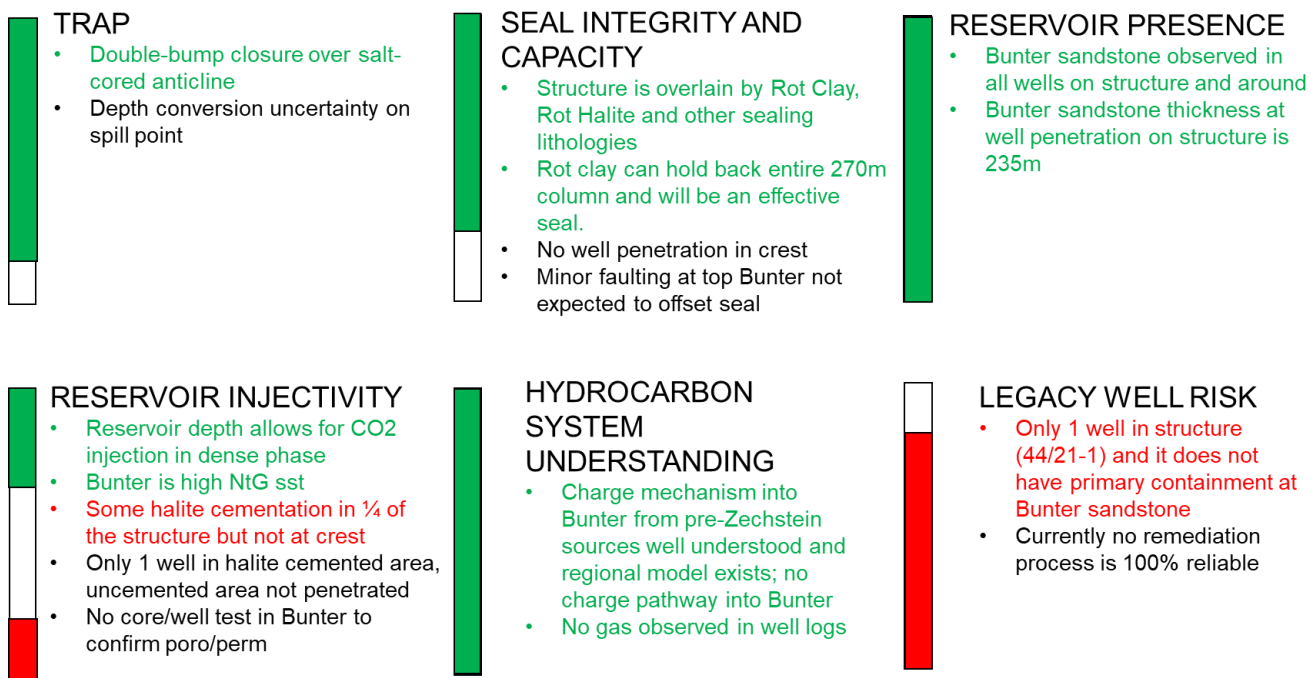 TRAP
• Double-bump closure over salt-
cored anticline
• Depth conversion uncertainty on
spill point
SEAL INTEGRITY AND
CAPACITY
• Structure is overlain by Rot Clay,
Rot Halite and other sealing
lithologies
• Rot clay can hold back entire 270m
column and will be an effective
seal.
• No well penetration in crest
• Minor faulting at top Bunter not
expected to offset seal
RESERVOIR PRESENCE
• Bunter sandstone observed in
all wells on structure and around
• Bunter sandstone thickness at
well penetration on structure is
235m
RESERVOIR INJECTIVITY
• Reservoir depth allows for CO2
injection in dense phase
• Bunter is high NtG sst
• Some halite cementation in ¼ of
the structure but not at crest
• Only 1 well in halite cemented area,
uncemented area not penetrated
• No core/well test in Bunter to
confirm poro/perm
HYDROCARBON
SYSTEM
UNDERSTANDING
• Charge mechanism into
Bunter from pre-Zechstein
sources well understood and
regional model exists; no
charge pathway into Bunter
• No gas observed in well logs
LEGACY WELL RISK
• Only 1 well in structure
(44/21-1) and it does not
have primary containment at
Bunter sandstone
• Currently no remediation
process is 100% reliable